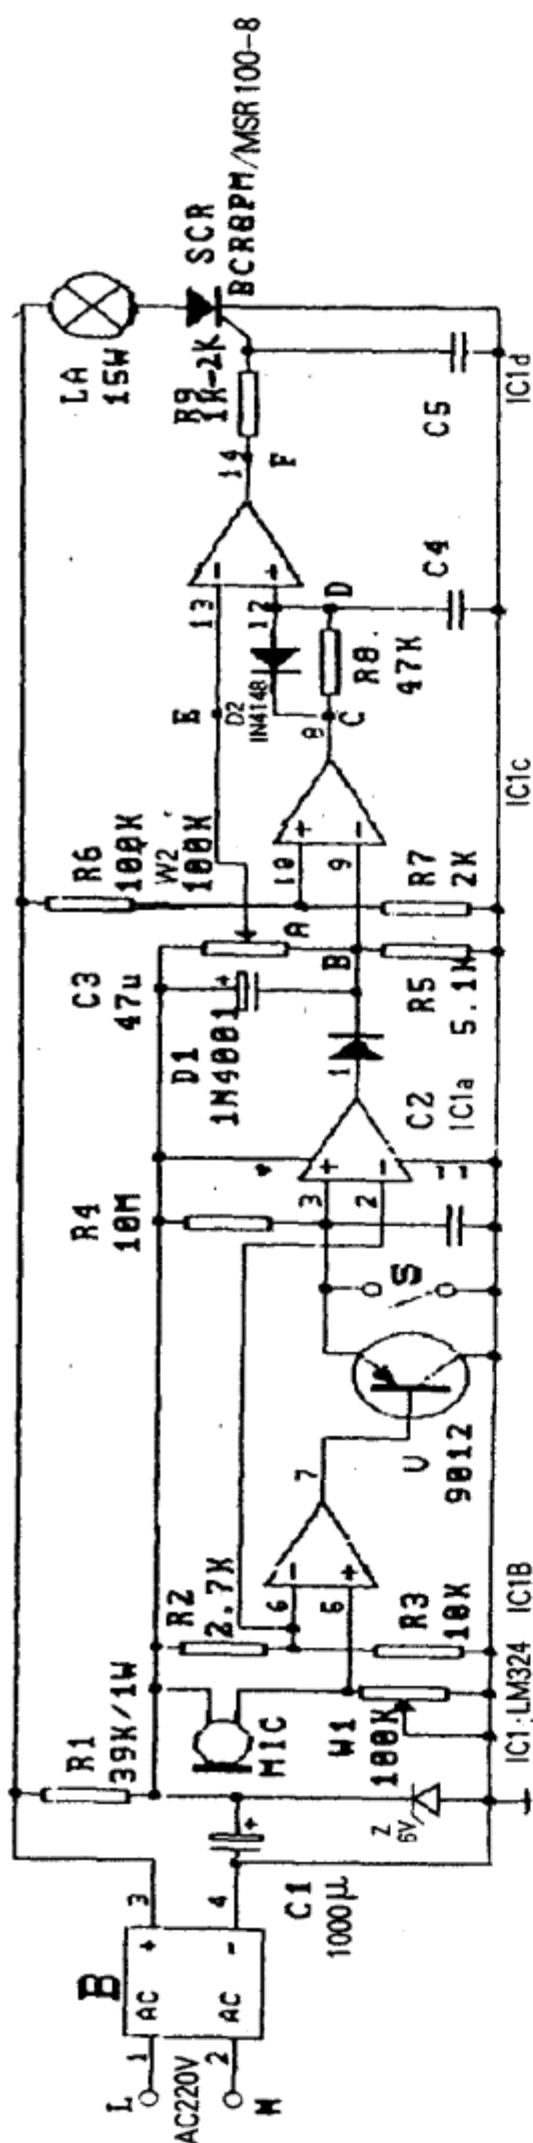 L
N
1
2
AC220V
B
AC
AC
+
-
3
4
C1
1000μ
+
R1
39K/1W
MIC
W1
100K
Z
6V
R2
2.7K
R3
10K
6
5
-
+
7
IC1:LM324
IC1B
U
9012
S
R4
10M
3
2
+
-
4
1
C2
IC1a
D1
1N4001
C3
47u
+
B
R5
5.1K
W2
100K
A
R6
100K
R7
2K
10
9
+
-
8
C
IC1c
E
D2
IN4148
R8
47K
D
C4
13
12
-
+
14
F
R9
1K-2K
C5
IC1d
LA
15W
SCR
BCR8PM/MSR100-8